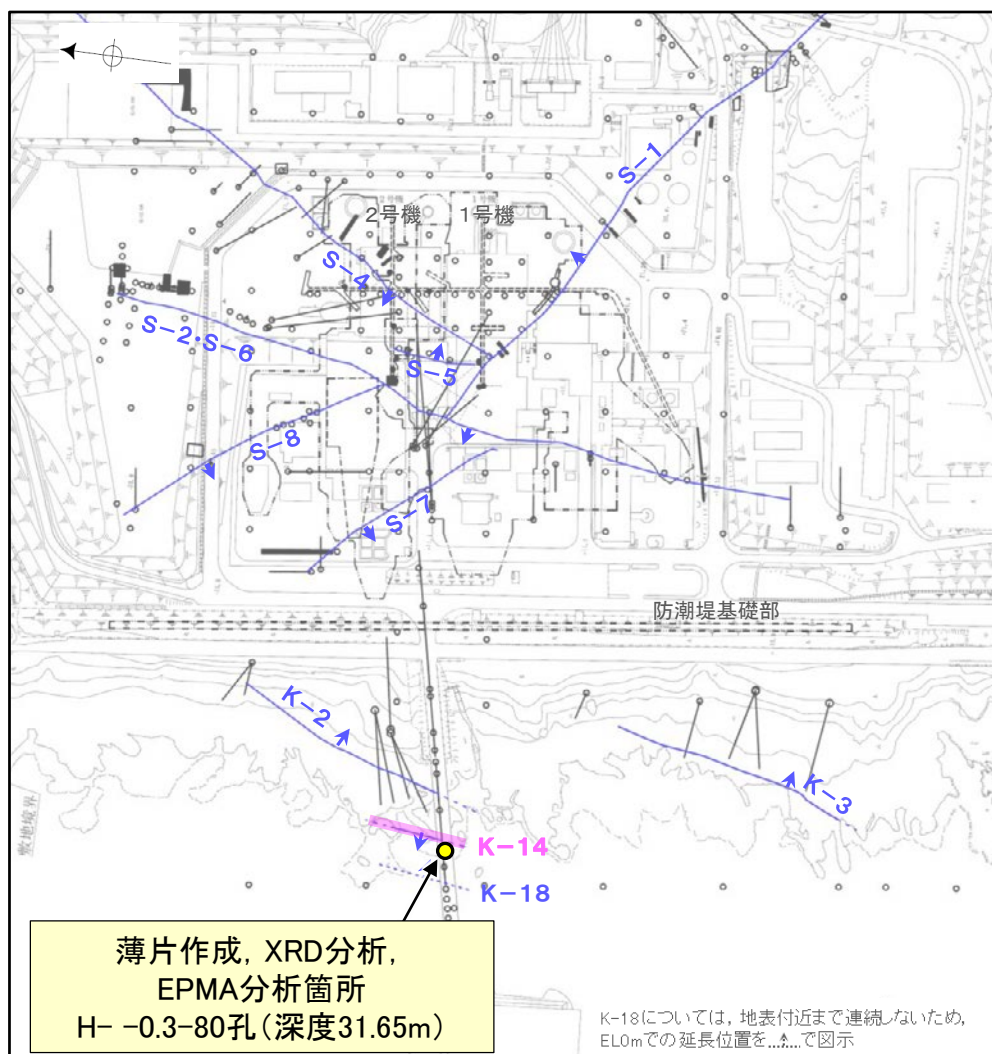 S-1
2号機
1号機
S-4
S-2・S-6
S-5
S-8
S-7
防潮堤基礎部
K-2
K-3
敷地境界
K-14
K-18
薄片作成, XRD分析,
EPMA分析箇所
H- -0.3-80孔(深度31.65m)
K-18については, 地表付近まで連続しないため,
EL0mでの延長位置を.......で図示